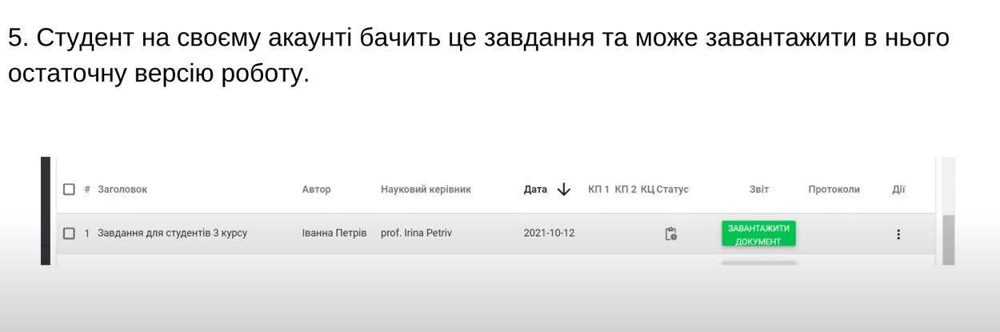 5. Студент на своєму акаунті бачить це завдання та може завантажити в нього
остаточну версію роботу.
# Заголовок Автор Науковий керівник Дата КП 1 КП 2 КЦ Статус Звіт Протоколи Дії
1 Завдання для студентів 3 курсу Іванна Петрів prof. Irina Petriv 2021-10-12 ЗАВАНТАЖИТИ
ДОКУМЕНТ